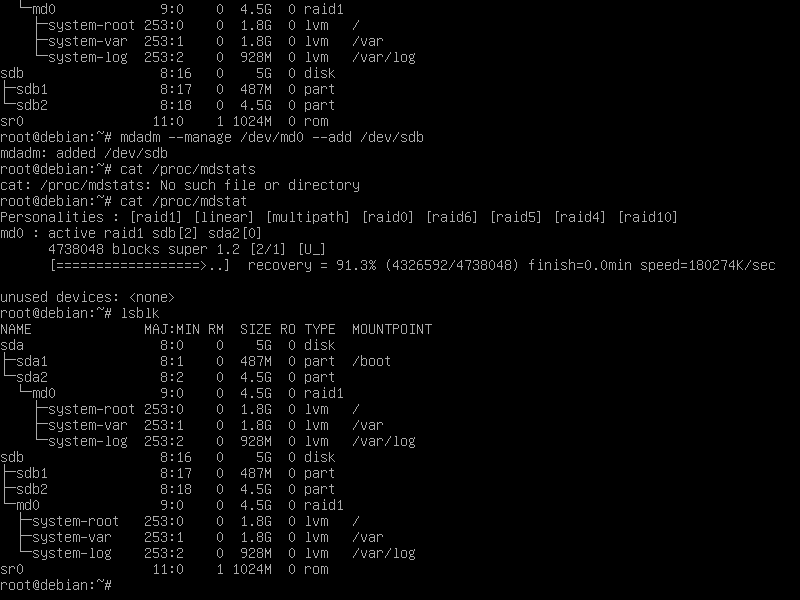 └─md0             9:0    0  4.5G  0 raid1
    ├─system-root 253:0    0  1.8G  0 lvm   /
    ├─system-var  253:1    0  1.8G  0 lvm   /var
    └─system-log  253:2    0  928M  0 lvm   /var/log
sdb                 8:16   0    5G  0 disk
├─sdb1              8:17   0  487M  0 part
└─sdb2              8:18   0  4.5G  0 part
sr0                11:0    1 1024M  0 rom
root@debian:~# mdadm --manage /dev/md0 --add /dev/sdb
mdadm: added /dev/sdb
root@debian:~# cat /proc/mdstats
cat: /proc/mdstats: No such file or directory
root@debian:~# cat /proc/mdstat
Personalities : [raid1] [linear] [multipath] [raid0] [raid6] [raid5] [raid4] [raid10]
md0 : active raid1 sdb[2] sda2[0]
      4738048 blocks super 1.2 [2/1] [U_]
      [==================>..]  recovery = 91.3% (4326592/4738048) finish=0.0min speed=180274K/sec

unused devices: <none>
root@debian:~# lsblk
NAME              MAJ:MIN RM  SIZE RO TYPE  MOUNTPOINT
sda                 8:0    0    5G  0 disk
├─sda1              8:1    0  487M  0 part  /boot
└─sda2              8:2    0  4.5G  0 part
  └─md0             9:0    0  4.5G  0 raid1
    ├─system-root 253:0    0  1.8G  0 lvm   /
    ├─system-var  253:1    0  1.8G  0 lvm   /var
    └─system-log  253:2    0  928M  0 lvm   /var/log
sdb                 8:16   0    5G  0 disk
├─sdb1              8:17   0  487M  0 part
├─sdb2              8:18   0  4.5G  0 part
└─md0               9:0    0  4.5G  0 raid1
  ├─system-root   253:0    0  1.8G  0 lvm   /
  ├─system-var    253:1    0  1.8G  0 lvm   /var
  └─system-log    253:2    0  928M  0 lvm   /var/log
sr0                11:0    1 1024M  0 rom
root@debian:~#